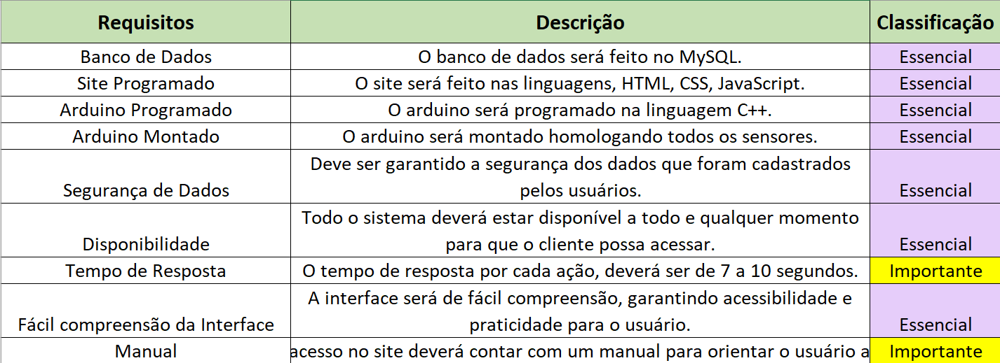 Requisitos Descrição Classificação
Banco de Dados O banco de dados será feito no MySQL. Essencial
Site Programado O site será feito nas linguagens, HTML, CSS, JavaScript. Essencial
Arduino Programado O arduino será programado na linguagem C++. Essencial
Arduino Montado O arduino será montado homologando todos os sensores. Essencial
Deve ser garantido a segurança dos dados que foram cadastrados
Segurança de Dados pelos usuários. Essencial
Todo o sistema deverá estar disponível a todo e qualquer momento
Disponibilidade para que o cliente possa acessar. Essencial
Tempo de Resposta O tempo de resposta por cada ação, deverá ser de 7 a 10 segundos. Importante
A interface será de fácil compreensão, garantindo acessibilidade e
Fácil compreensão da Interface praticidade para o usuário. Essencial
Manual acesso no site deverá contar com um manual para orientar o usuário a Importante